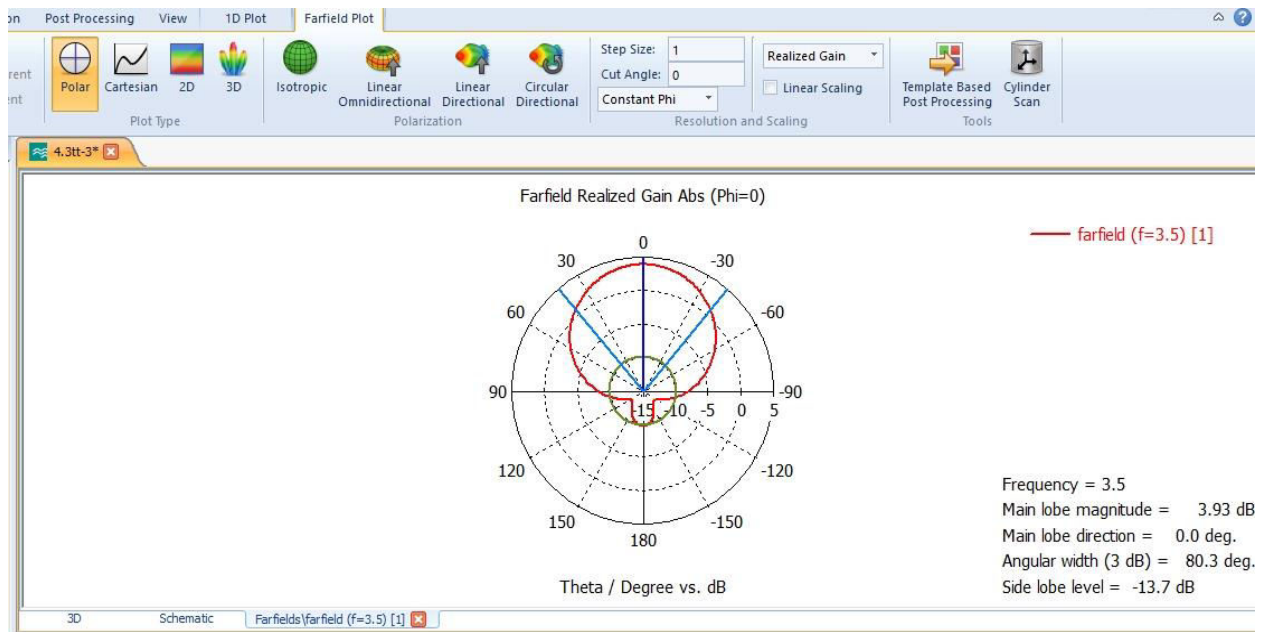 on Post Processing View 1D Plot Farfield Plot
rent
ent
Polar Cartesian 2D 3D
Plot Type
Isotropic Linear Omnidirectional Linear Directional Circular Directional
Polarization
Step Size: 1
Cut Angle: 0
Constant Phi
Realized Gain
Linear Scaling
Resolution and Scaling
Template Based Post Processing Cylinder Scan
Tools
4.3tt-3*
Farfield Realized Gain Abs (Phi=0)
farfield (f=3.5) [1]
0
30 -30
60 -60
90 -90
-15 -10 -5 0 5
120 -120
150 -150
180
Theta / Degree vs. dB
Frequency = 3.5
Main lobe magnitude = 3.93 dB
Main lobe direction = 0.0 deg.
Angular width (3 dB) = 80.3 deg.
Side lobe level = -13.7 dB
3D Schematic Farfields\farfield (f=3.5) [1]